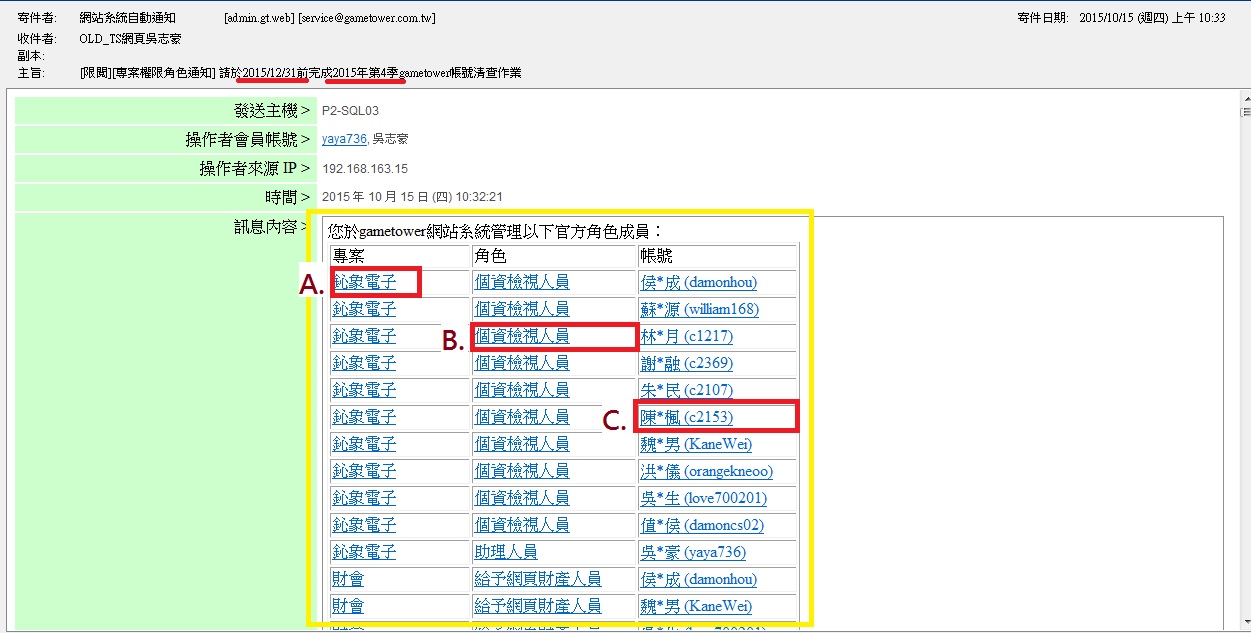 寄件者: 網站系統自動通知 [admin.gt.web] [service@gametower.com.tw] 寄件日期: 2015/10/15 (週四) 上午 10:33
收件者: OLD_TS網頁吳志豪
副本:
主旨: [限閱][專案權限角色通知] 請於2015/12/31前完成2015年第4季gametower帳號清查作業
發送主機 > P2-SQL03
操作者會員帳號 > yaya736, 吳志豪
操作者來源 IP > 192.168.163.15
時間 > 2015 年 10 月 15 日 (四) 10:32:21
訊息內容 > 您於gametower網站系統管理以下官方角色成員：
專案 角色 帳號
A. 鈊象電子 個資檢視人員 侯*成 (damonhou)
鈊象電子 個資檢視人員 蘇*源 (william168)
鈊象電子 B. 個資檢視人員 林*月 (c1217)
鈊象電子 個資檢視人員 謝*融 (c2369)
鈊象電子 個資檢視人員 朱*民 (c2107)
鈊象電子 個資檢視人員 C. 陳*楓 (c2153)
鈊象電子 個資檢視人員 魏*男 (KaneWei)
鈊象電子 個資檢視人員 洪*儀 (orangekneoo)
鈊象電子 個資檢視人員 吳*生 (love700201)
鈊象電子 個資檢視人員 值*侯 (damoncs02)
鈊象電子 助理人員 吳*豪 (yaya736)
財會 給予網頁財產人員 侯*成 (damonhou)
財會 給予網頁財產人員 魏*男 (KaneWei)